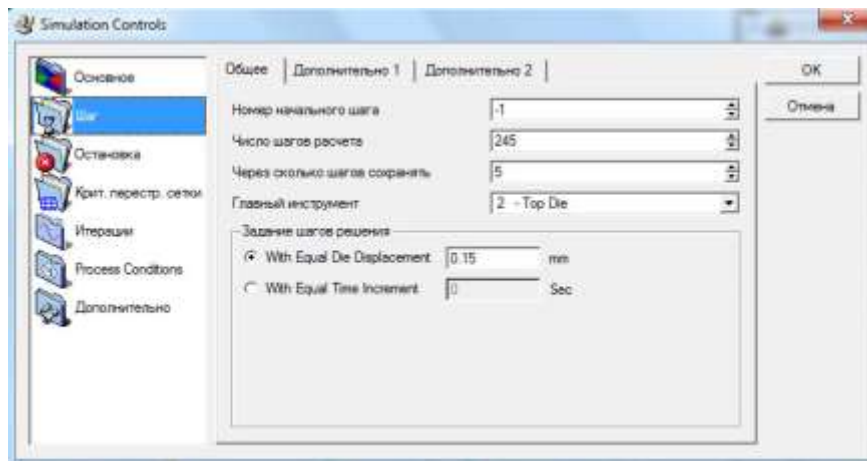 Simulation Controls
Основное
Шаг
Остановка
Крит. перестр. сетки
Итерации
Process Conditions
Дополнительно
Общее
Дополнительно 1
Дополнительно 2
Номер начального шага
-1
Число шагов расчета
245
Через сколько шагов сохранять
5
Главный инструмент
2 - Top Die
Задание шагов решения
With Equal Die Displacement
0.15
mm
With Equal Time Increment
0
Sec
OK
Отмена